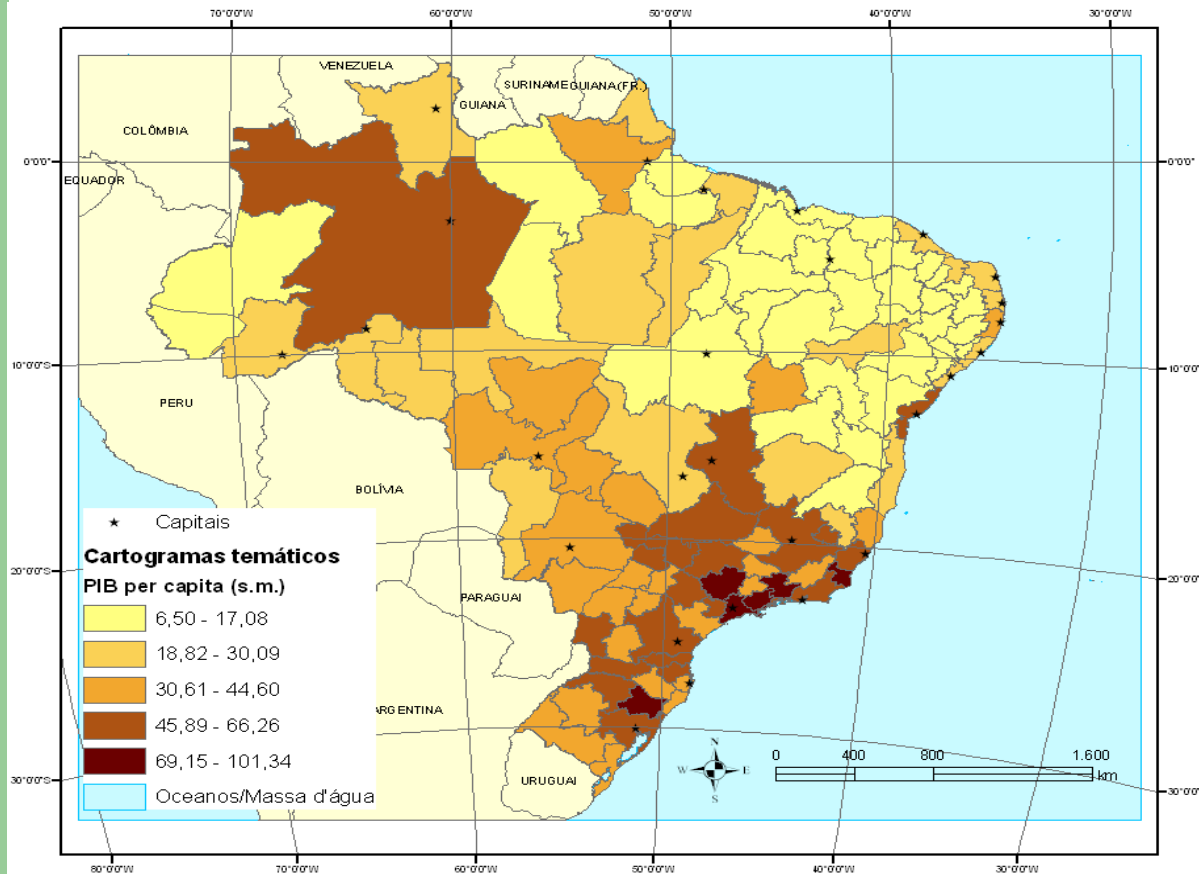 70°0'0"W 60°0'0"W 50°0'0"W 40°0'0"W 30°0'0"W
VENEZUELA
SURINAME GUIANA(FR.)
GUIANA
COLÔMBIA
0°0'0" 0°0'0"
EQUADOR
10°0'0"S 10°0'0"S
PERU
BOLÍVIA
Capitais
Cartogramas temáticos
PIB per capita (s.m.)
6,50 - 17,08
18,82 - 30,09
30,61 - 44,60
45,89 - 66,26
69,15 - 101,34
Oceanos/Massa d'água
20°0'0"S 20°0'0"S
PARAGUAI
ARGENTINA
URUGUAI
N
W E
S
0 400 800 1.600
km
30°0'0"S 30°0'0"S
80°0'0"W 70°0'0"W 60°0'0"W 50°0'0"W 40°0'0"W 30°0'0"W